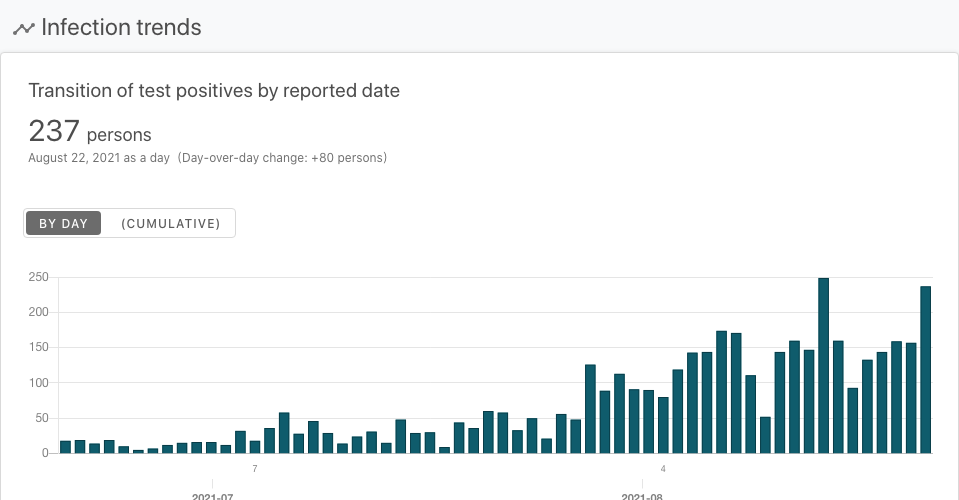 Infection trends
Transition of test positives by reported date
237 persons
August 22, 2021 as a day (Day-over-day change: +80 persons)
BY DAY (CUMULATIVE)
250
200
150
100
50
0
7 4
2021-07 2021-08